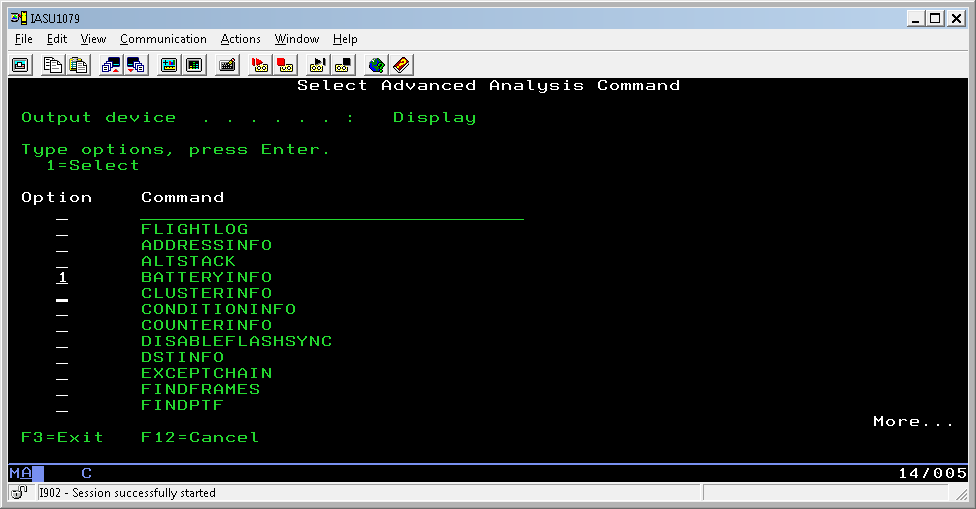 IASU1079
File Edit View Communication Actions Window Help
Select Advanced Analysis Command
Output device . . . . . . : Display
Type options, press Enter.
1=Select
Option Command
FLIGHTLOG
ADDRESSINFO
ALTSTACK
1 BATTERYINFO
CLUSTERINFO
CONDITIONINFO
COUNTERINFO
DISABLEFLASHSYNC
DSTINFO
EXCEPTCHAIN
FINDFRAMES
FINDPTF
More...
F3=Exit F12=Cancel
MA C 14/005
I902 - Session successfully started